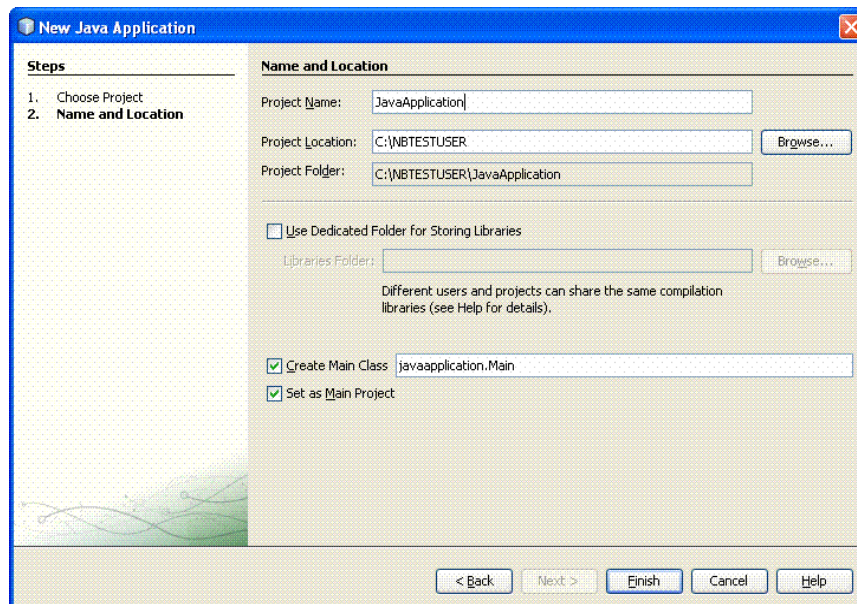 New Java Application
Steps
1. Choose Project
2. Name and Location
Name and Location
Project Name: JavaApplication
Project Location: C:\NBTESTUSER Browse...
Project Folder: C:\NBTESTUSER\JavaApplication
Use Dedicated Folder for Storing Libraries
Libraries Folder: Browse...
Different users and projects can share the same compilation
libraries (see Help for details).
Create Main Class javaapplication.Main
Set as Main Project
< Back Next > Finish Cancel Help